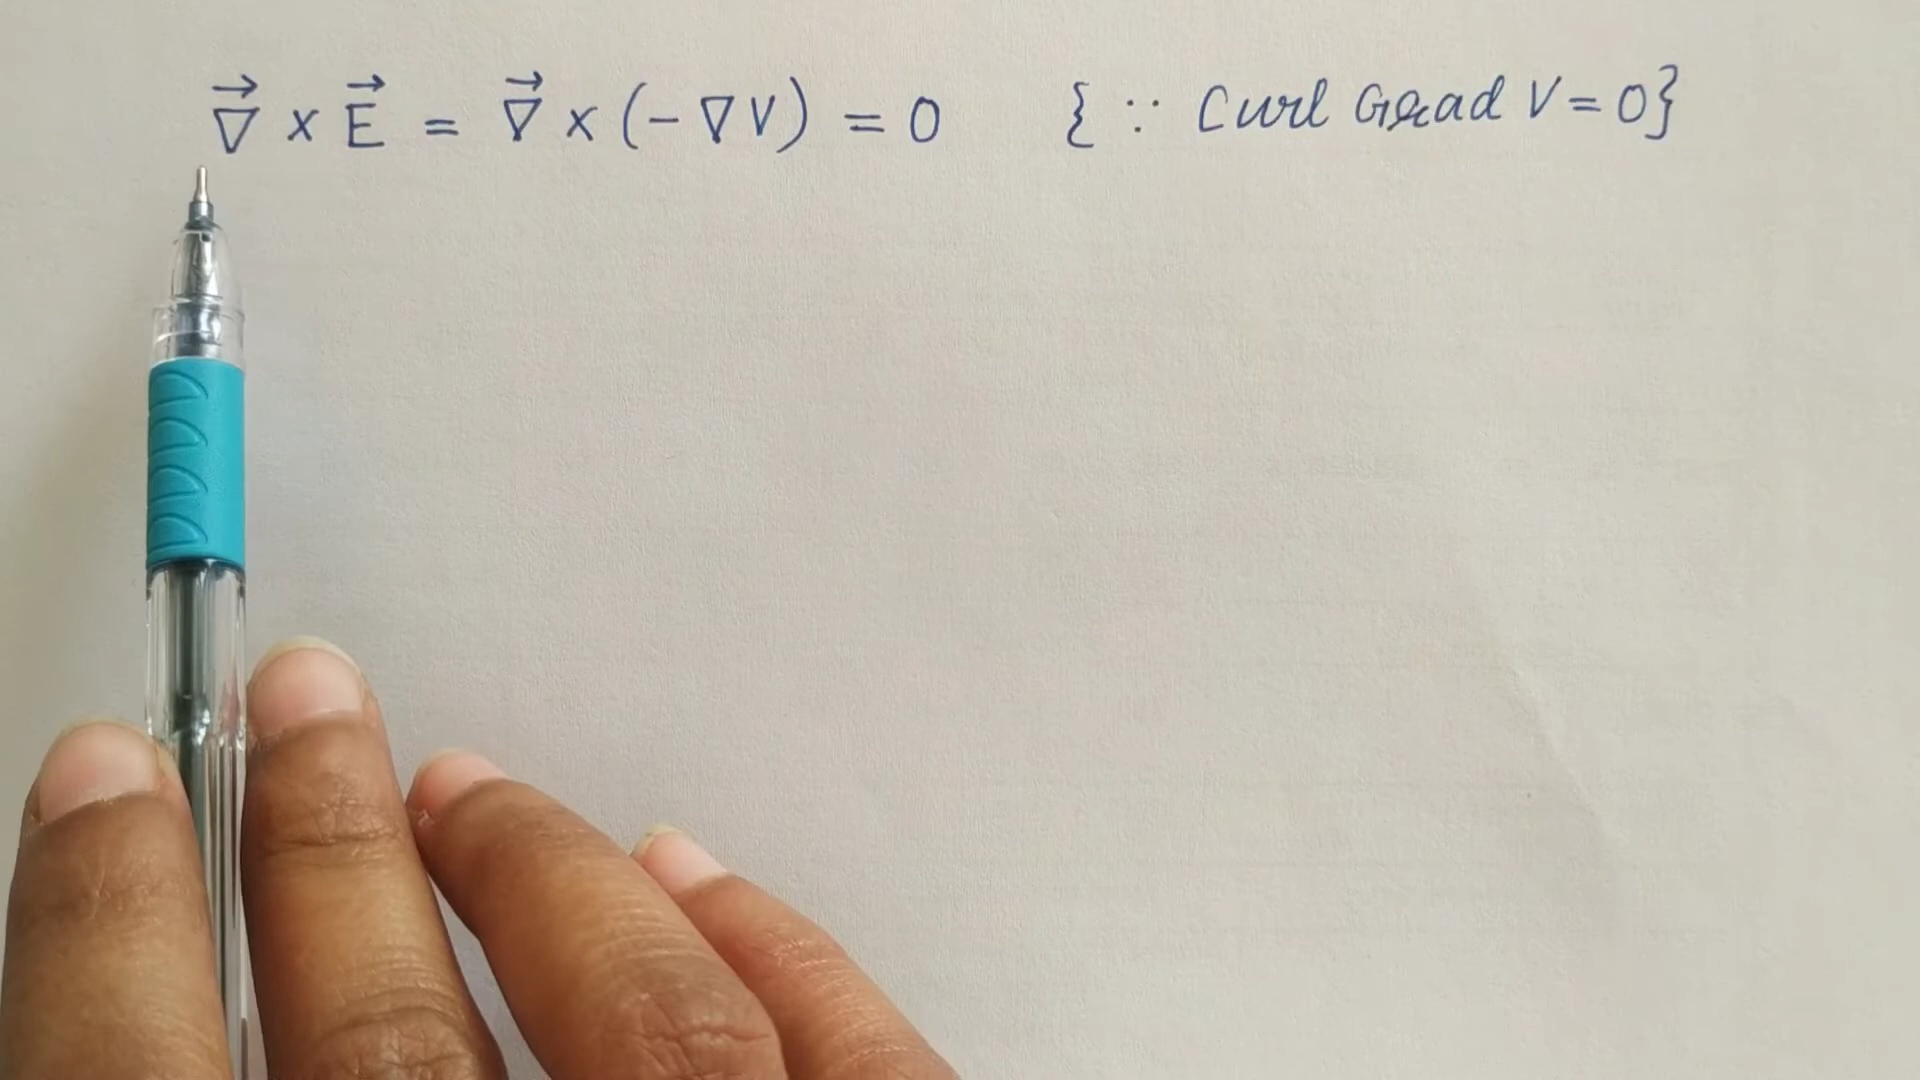 ∇⃗ × E⃗ = ∇⃗ × (- ∇V) = 0 { ∵ Curl Grad V = 0}